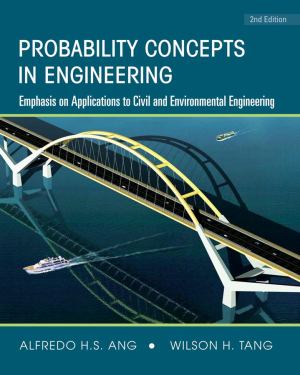 2nd Edition
PROBABILITY CONCEPTS
IN ENGINEERING
Emphasis on Applications to Civil and Environmental Engineering
ALFREDO H.S. ANG • WILSON H. TANG